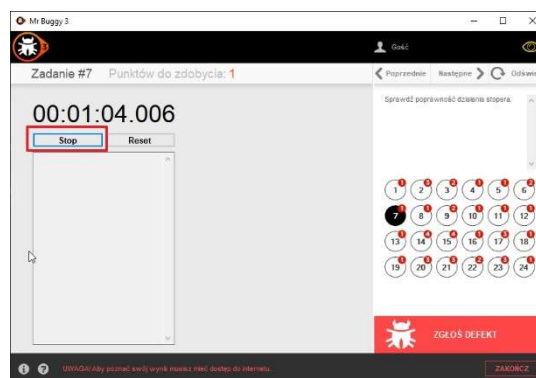 Mr Buggy 3
Gość
Zadanie #7 Punktów do zdobycia: 1
Poprzednie Następne Odśwież
Sprawdź poprawność działania stopera.
00:01:04.006
Stop Reset
1 2 3 4 5 6
7 8 9 10 11 12
13 14 15 16 17 18
19 20 21 22 23 24
ZGŁOŚ DEFEKT
UWAGA! Aby poznać swój wynik musisz mieć dostęp do internetu.
ZAKOŃCZ